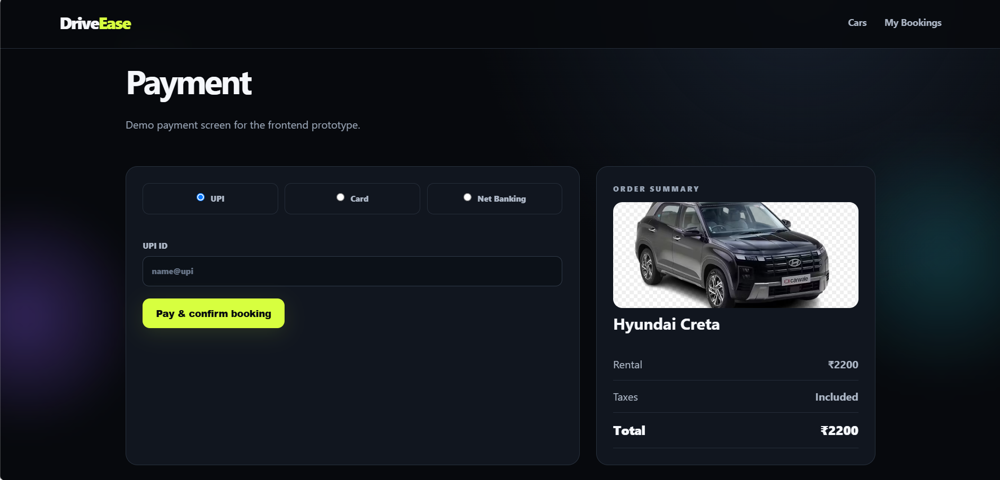 DriveEase
Cars
My Bookings
Payment
Demo payment screen for the frontend prototype.
UPI
Card
Net Banking
UPI ID
name@upi
Pay & confirm booking
ORDER SUMMARY
carwale
Hyundai Creta
Rental ₹2200
Taxes Included
Total ₹2200